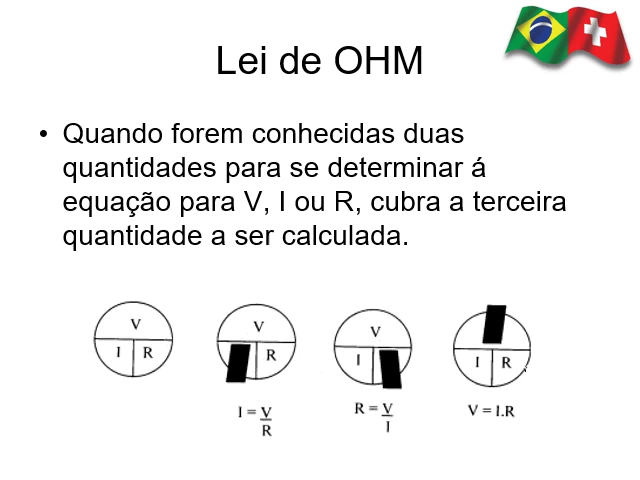 Lei de OHM
• Quando forem conhecidas duas
quantidades para se determinar á
equação para V, I ou R, cubra a terceira
quantidade a ser calculada.
V
I R
V
R
V
I
I R
I = V
R
R = V
I
V = I.R